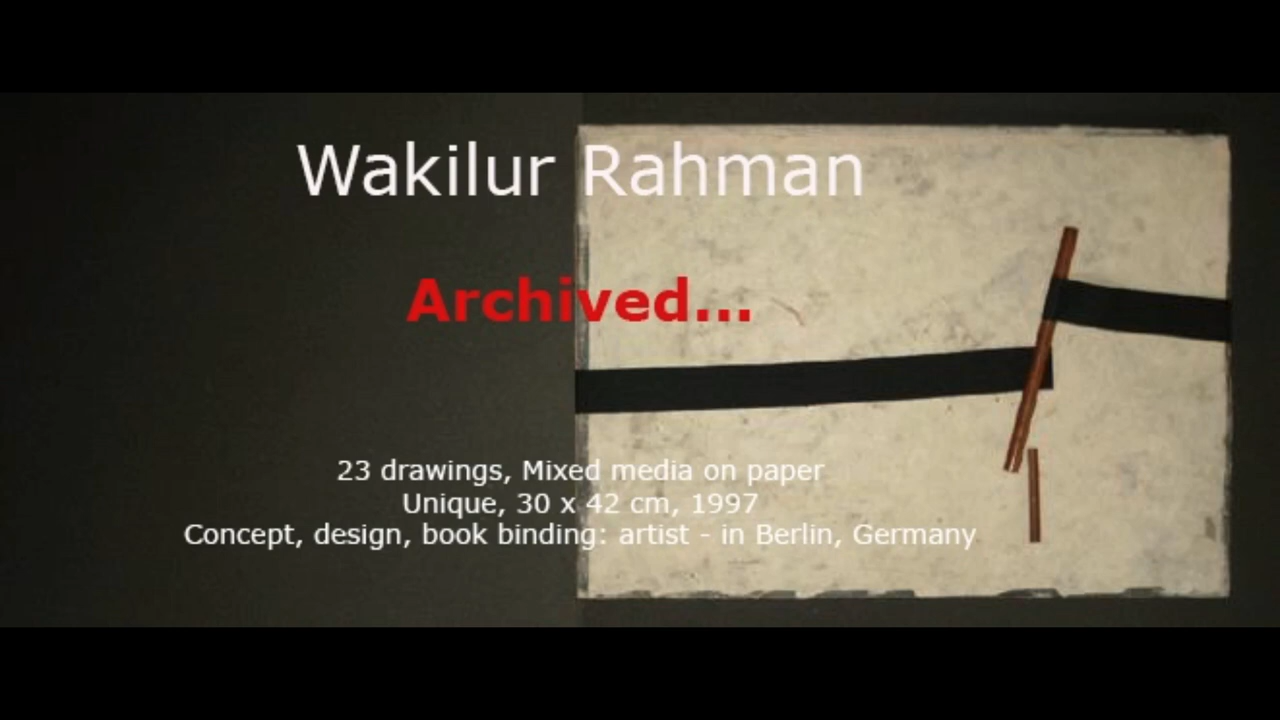 Wakilur Rahman
Archived...
23 drawings, Mixed media on paper
Unique, 30 x 42 cm, 1997
Concept, design, book binding: artist - in Berlin, Germany